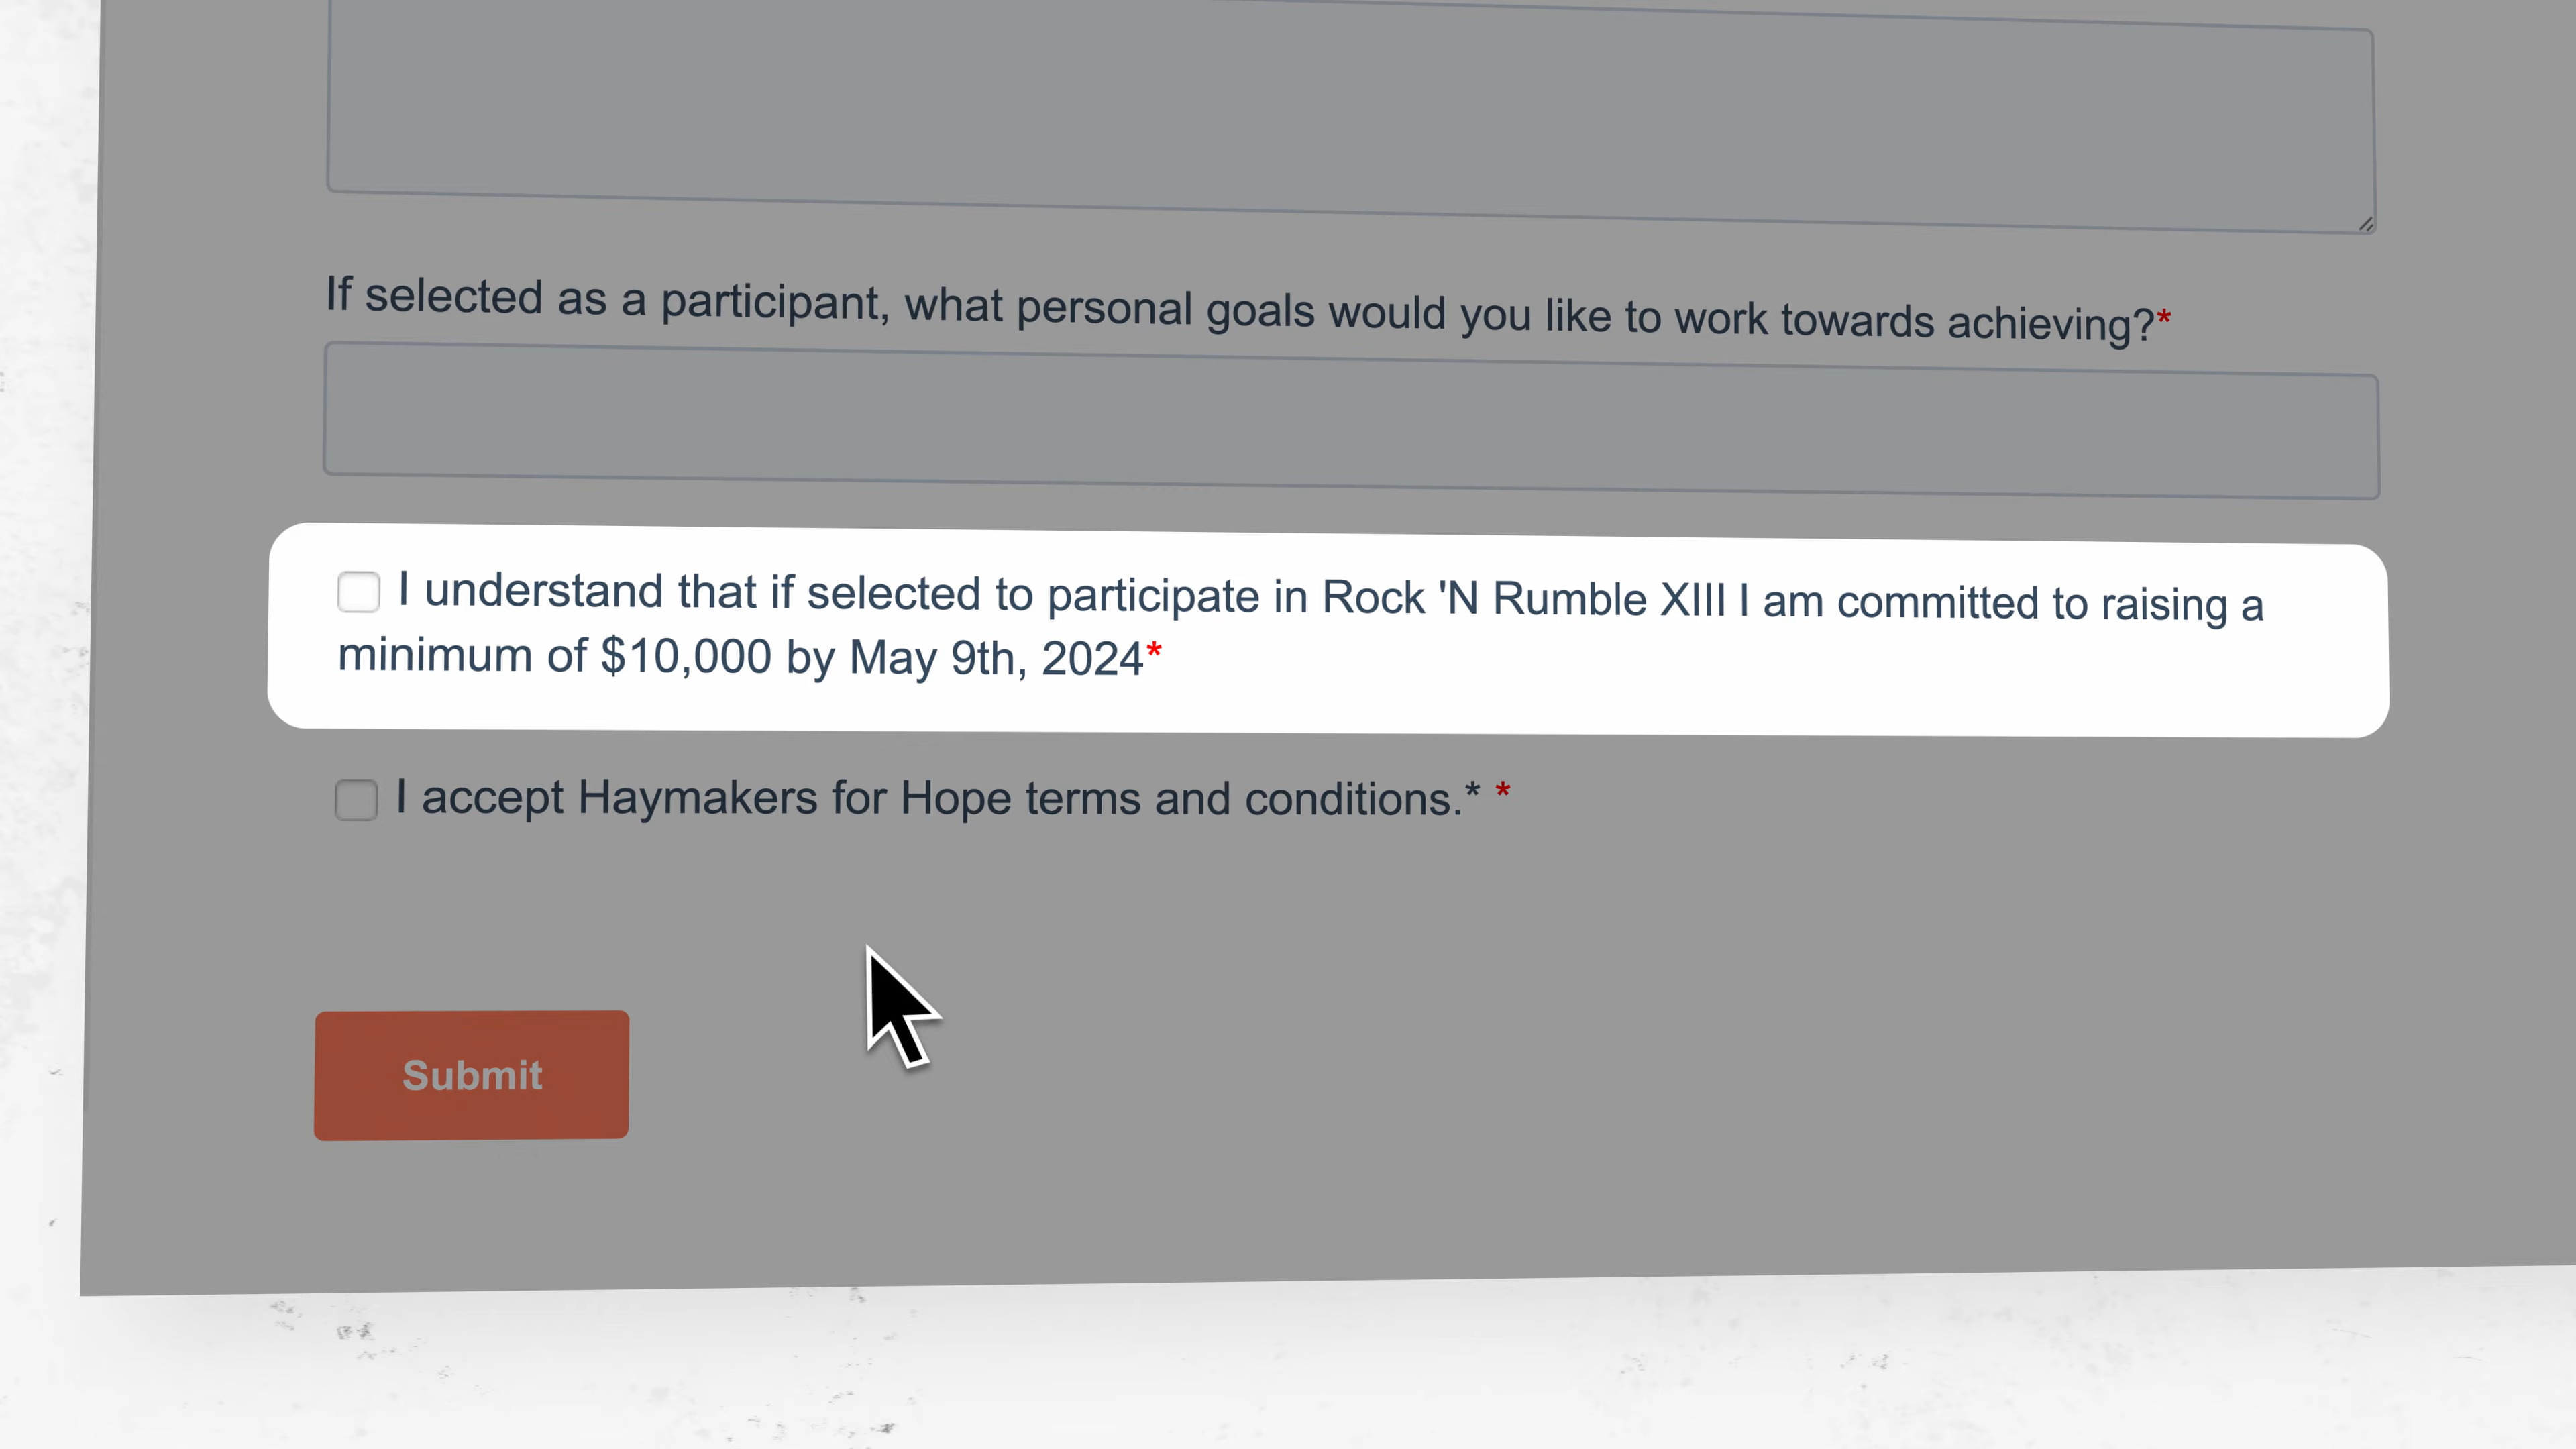 If selected as a participant, what personal goals would you like to work towards achieving?*
I understand that if selected to participate in Rock 'N Rumble XIII I am committed to raising a
minimum of $10,000 by May 9th, 2024*
I accept Haymakers for Hope terms and conditions.* *
Submit